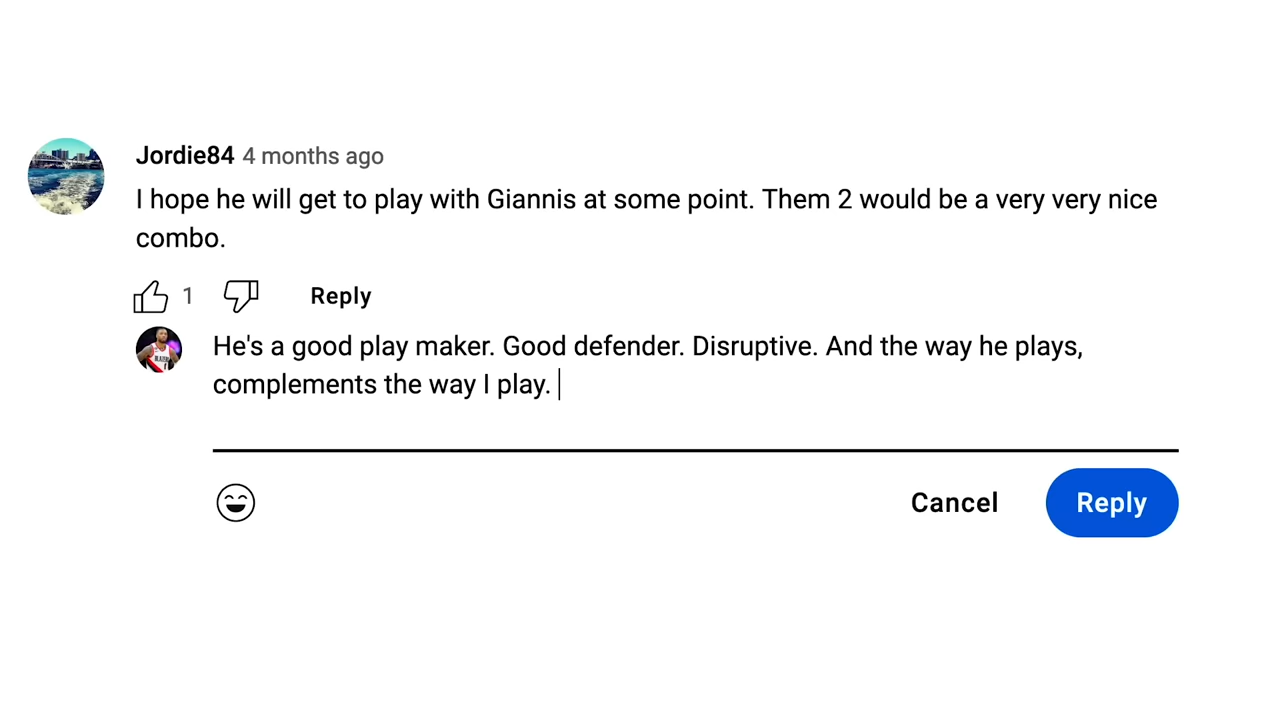 Jordie84 4 months ago
I hope he will get to play with Giannis at some point. Them 2 would be a very very nice
combo.
1 Reply
He's a good play maker. Good defender. Disruptive. And the way he plays,
complements the way I play.
Cancel Reply